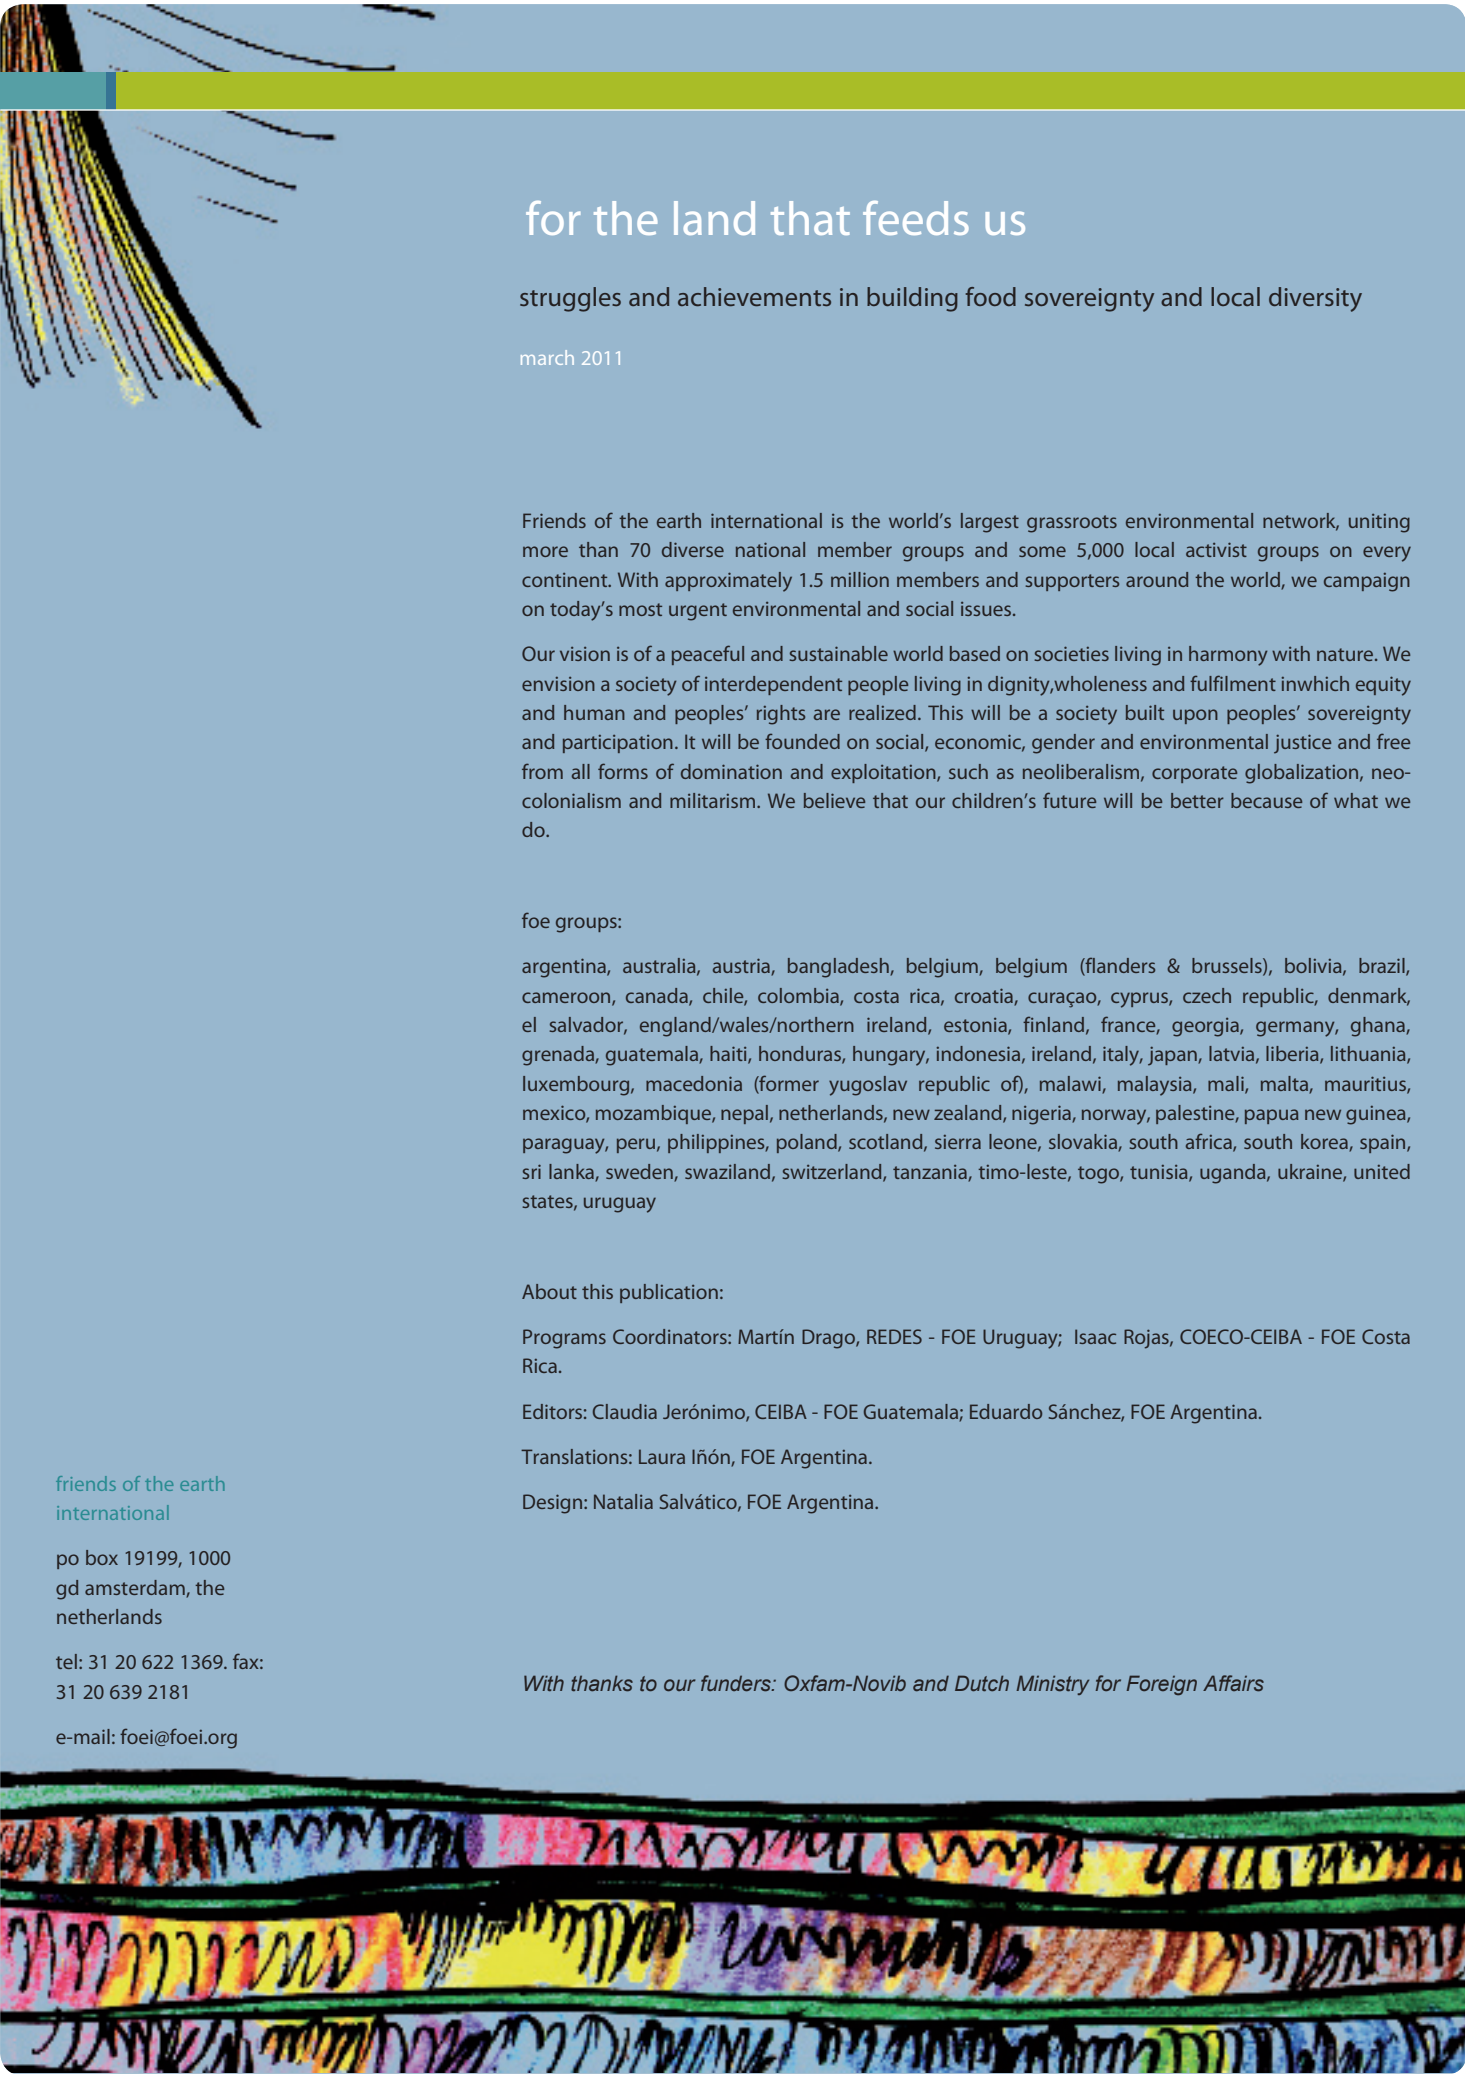 for the land that feeds us
struggles and achievements in building food sovereignty and local diversity
march 2011
Friends of the earth international is the world’s largest grassroots environmental network, uniting
more than 70 diverse national member groups and some 5,000 local activist groups on every
continent. With approximately 1.5 million members and supporters around the world, we campaign
on today’s most urgent environmental and social issues.
Our vision is of a peaceful and sustainable world based on societies living in harmony with nature. We
envision a society of interdependent people living in dignity,wholeness and fulfilment inwhich equity
and human and peoples’ rights are realized. This will be a society built upon peoples’ sovereignty
and participation. It will be founded on social, economic, gender and environmental justice and free
from all forms of domination and exploitation, such as neoliberalism, corporate globalization, neo-
colonialism and militarism. We believe that our children’s future will be better because of what we
do.
foe groups:
argentina, australia, austria, bangladesh, belgium, belgium (flanders & brussels), bolivia, brazil,
cameroon, canada, chile, colombia, costa rica, croatia, curaçao, cyprus, czech republic, denmark,
el salvador, england/wales/northern ireland, estonia, finland, france, georgia, germany, ghana,
grenada, guatemala, haiti, honduras, hungary, indonesia, ireland, italy, japan, latvia, liberia, lithuania,
luxembourg, macedonia (former yugoslav republic of), malawi, malaysia, mali, malta, mauritius,
mexico, mozambique, nepal, netherlands, new zealand, nigeria, norway, palestine, papua new guinea,
paraguay, peru, philippines, poland, scotland, sierra leone, slovakia, south africa, south korea, spain,
sri lanka, sweden, swaziland, switzerland, tanzania, timo-leste, togo, tunisia, uganda, ukraine, united
states, uruguay
About this publication:
Programs Coordinators: Martín Drago, REDES - FOE Uruguay;  Isaac Rojas, COECO-CEIBA - FOE Costa
Rica.
Editors: Claudia Jerónimo, CEIBA - FOE Guatemala; Eduardo Sánchez, FOE Argentina.
Translations: Laura Iñón, FOE Argentina.
Design: Natalia Salvático, FOE Argentina.
With thanks to our funders: Oxfam-Novib and Dutch Ministry for Foreign Affairs
friends of the earth
international
po box 19199, 1000
gd amsterdam, the
netherlands
tel: 31 20 622 1369. fax:
31 20 639 2181
e-mail: foei@foei.org